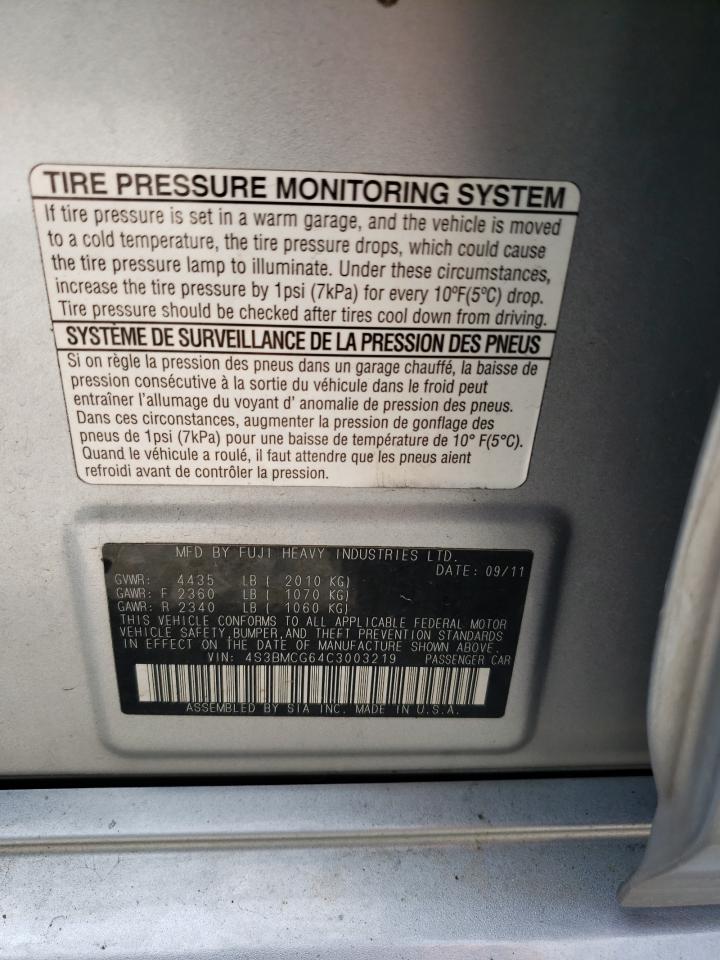 TIRE PRESSURE MONITORING SYSTEM
If tire pressure is set in a warm garage, and the vehicle is moved
to a cold temperature, the tire pressure drops, which could cause
the tire pressure lamp to illuminate. Under these circumstances,
increase the tire pressure by 1psi (7kPa) for every 10ºF(5ºC) drop.
Tire pressure should be checked after tires cool down from driving.
SYSTÈME DE SURVEILLANCE DE LA PRESSION DES PNEUS
Si on règle la pression des pneus dans un garage chauffé, la baisse de
pression consécutive à la sortie du véhicule dans le froid peut
entraîner l'allumage du voyant d' anomalie de pression des pneus.
Dans ces circonstances, augmenter la pression de gonflage des
pneus de 1psi (7kPa) pour une baisse de température de 10° F(5°C).
Quand le véhicule a roulé, il faut attendre que les pneus aient
refroidi avant de contrôler la pression.
MFD BY FUJI HEAVY INDUSTRIES LTD.
DATE: 09/11
GVWR: 4435 LB ( 2010 KG)
GAWR: F 2360 LB ( 1070 KG)
GAWR: R 2340 LB ( 1060 KG)
THIS VEHICLE CONFORMS TO ALL APPLICABLE FEDERAL MOTOR
VEHICLE SAFETY, BUMPER, AND THEFT PREVENTION STANDARDS
IN EFFECT ON THE DATE OF MANUFACTURE SHOWN ABOVE.
VIN: 4S3BMCG64C3003219 PASSENGER CAR
ASSEMBLED BY SIA INC. MADE IN U.S.A.